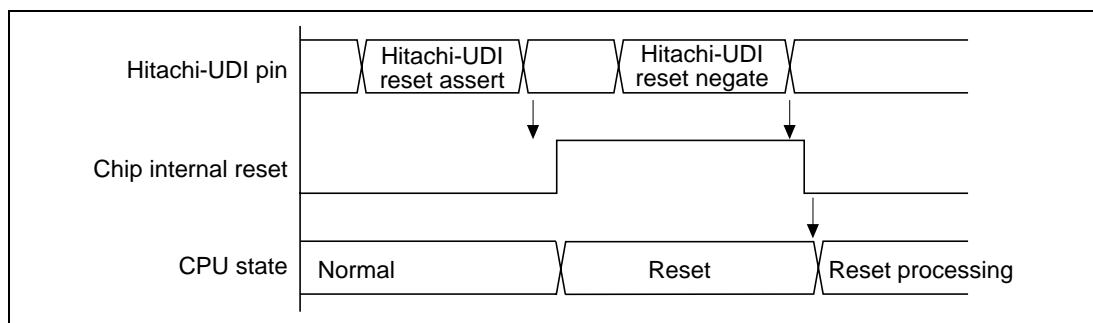 Hitachi-UDI pin
Hitachi-UDI
reset assert
Hitachi-UDI
reset negate
Chip internal reset
CPU state
Normal
Reset
Reset processing